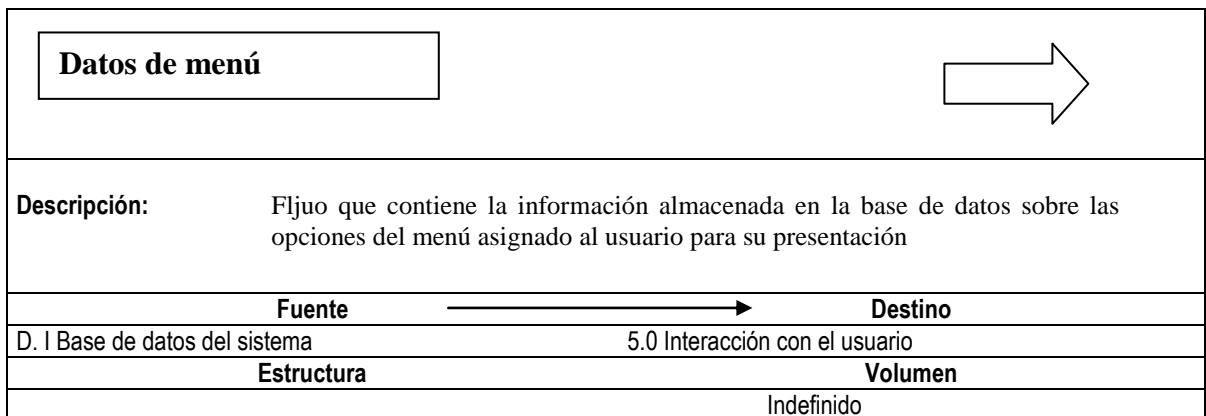 Datos de menú
Descripción: Fljuo que contiene la información almacenada en la base de datos sobre las
opciones del menú asignado al usuario para su presentación
Fuente Destino
D. I Base de datos del sistema 5.0 Interacción con el usuario
Estructura Volumen
Indefinido